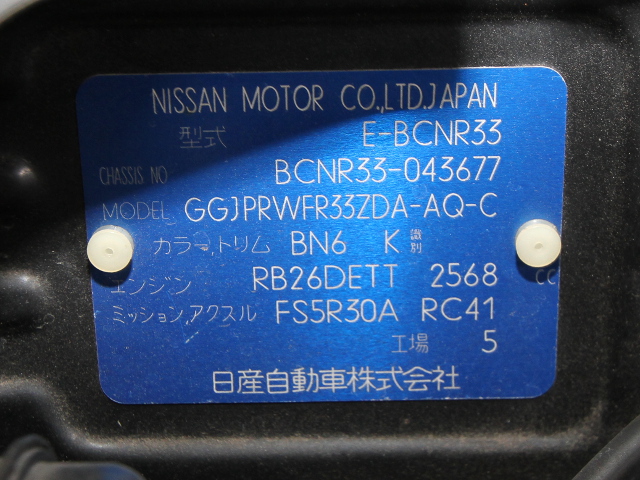 NISSAN MOTOR CO.,LTD.JAPAN
型式 E-BCNR33
CHASSIS NO BCNR33-043677
MODEL GGJPRWFR33ZDA-AQ-C
カラー,トリム BN6 K 識別
エンジン RB26DETT 2568 CC
ミッション,アクスル FS5R30A RC41
工場 5
日産自動車株式会社